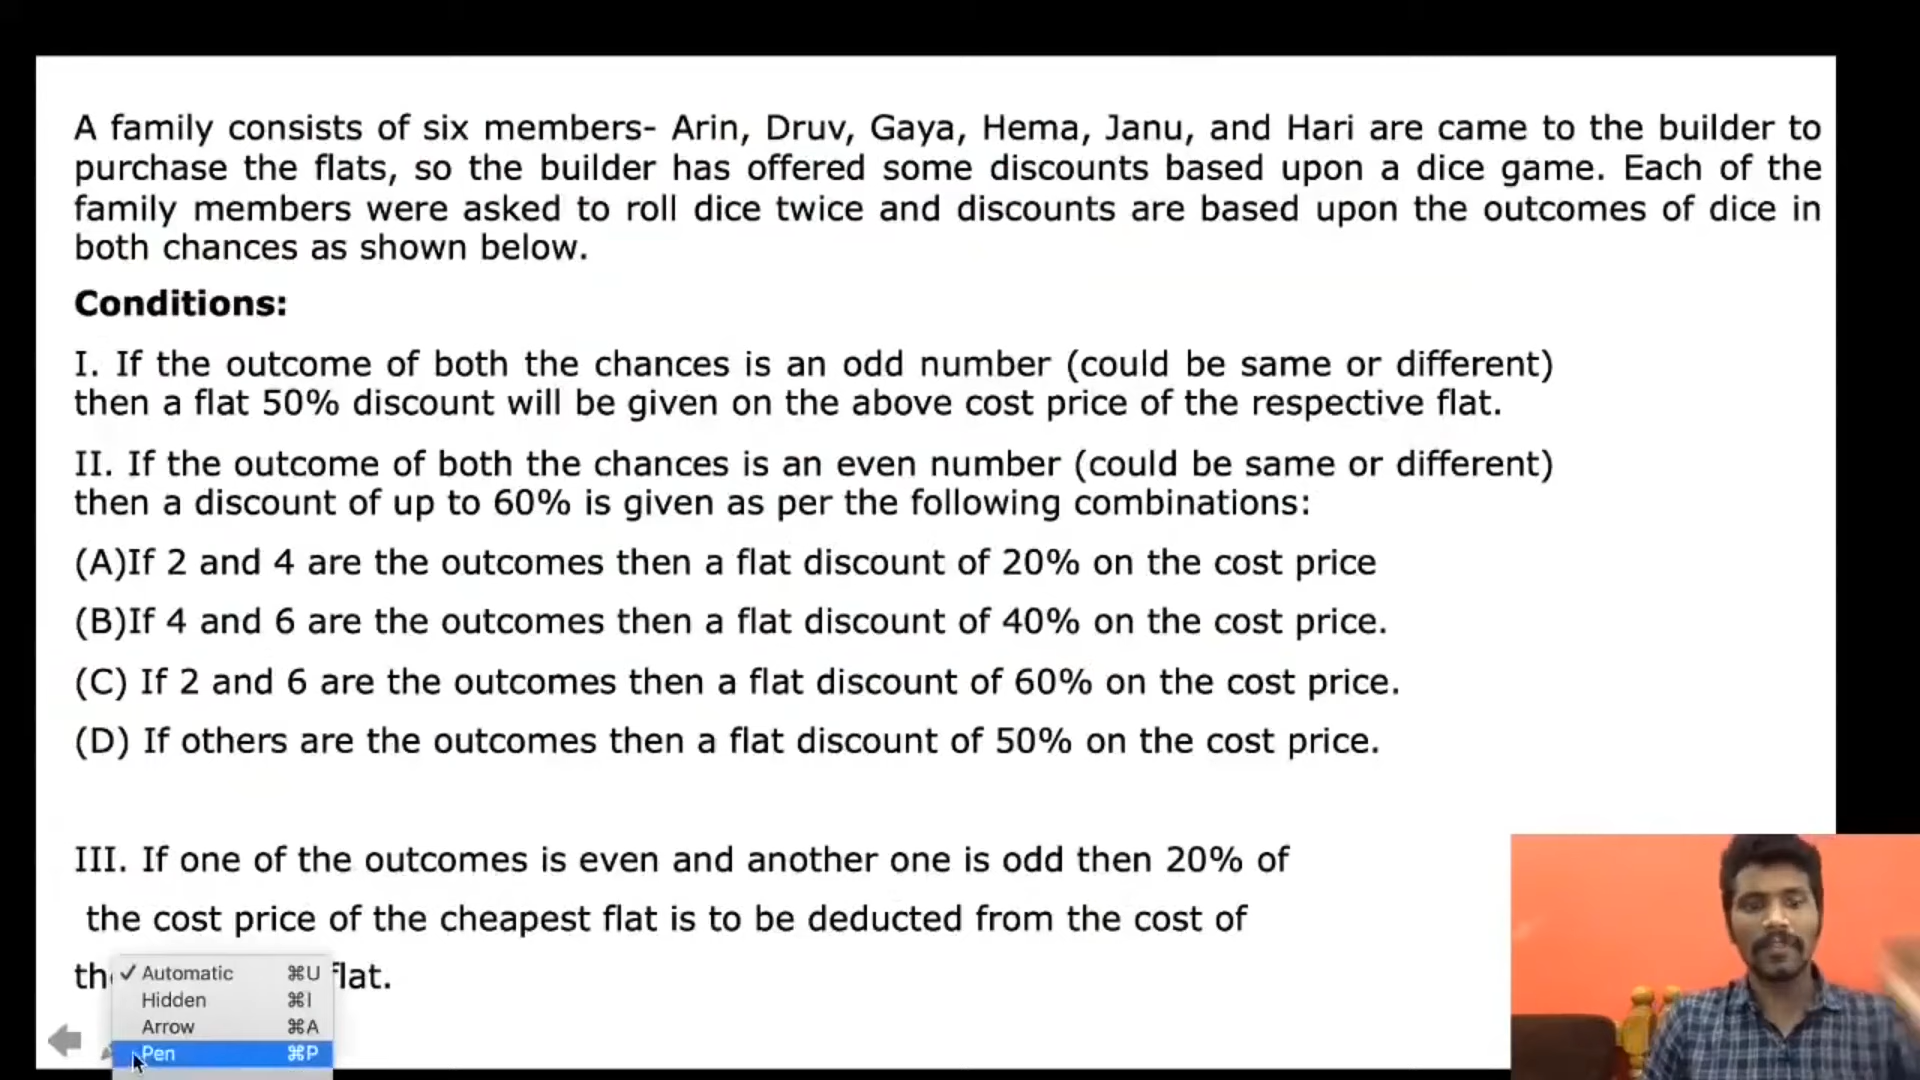 A family consists of six members- Arin, Druv, Gaya, Hema, Janu, and Hari are came to the builder to
purchase the flats, so the builder has offered some discounts based upon a dice game. Each of the
family members were asked to roll dice twice and discounts are based upon the outcomes of dice in
both chances as shown below.
Conditions:
I. If the outcome of both the chances is an odd number (could be same or different)
then a flat 50% discount will be given on the above cost price of the respective flat.
II. If the outcome of both the chances is an even number (could be same or different)
then a discount of up to 60% is given as per the following combinations:
(A)If 2 and 4 are the outcomes then a flat discount of 20% on the cost price
(B)If 4 and 6 are the outcomes then a flat discount of 40% on the cost price.
(C) If 2 and 6 are the outcomes then a flat discount of 60% on the cost price.
(D) If others are the outcomes then a flat discount of 50% on the cost price.
III. If one of the outcomes is even and another one is odd then 20% of
the cost price of the cheapest flat is to be deducted from the cost of
flat.
✓ Automatic ⌘U
Hidden ⌘I
Arrow ⌘A
Pen ⌘P